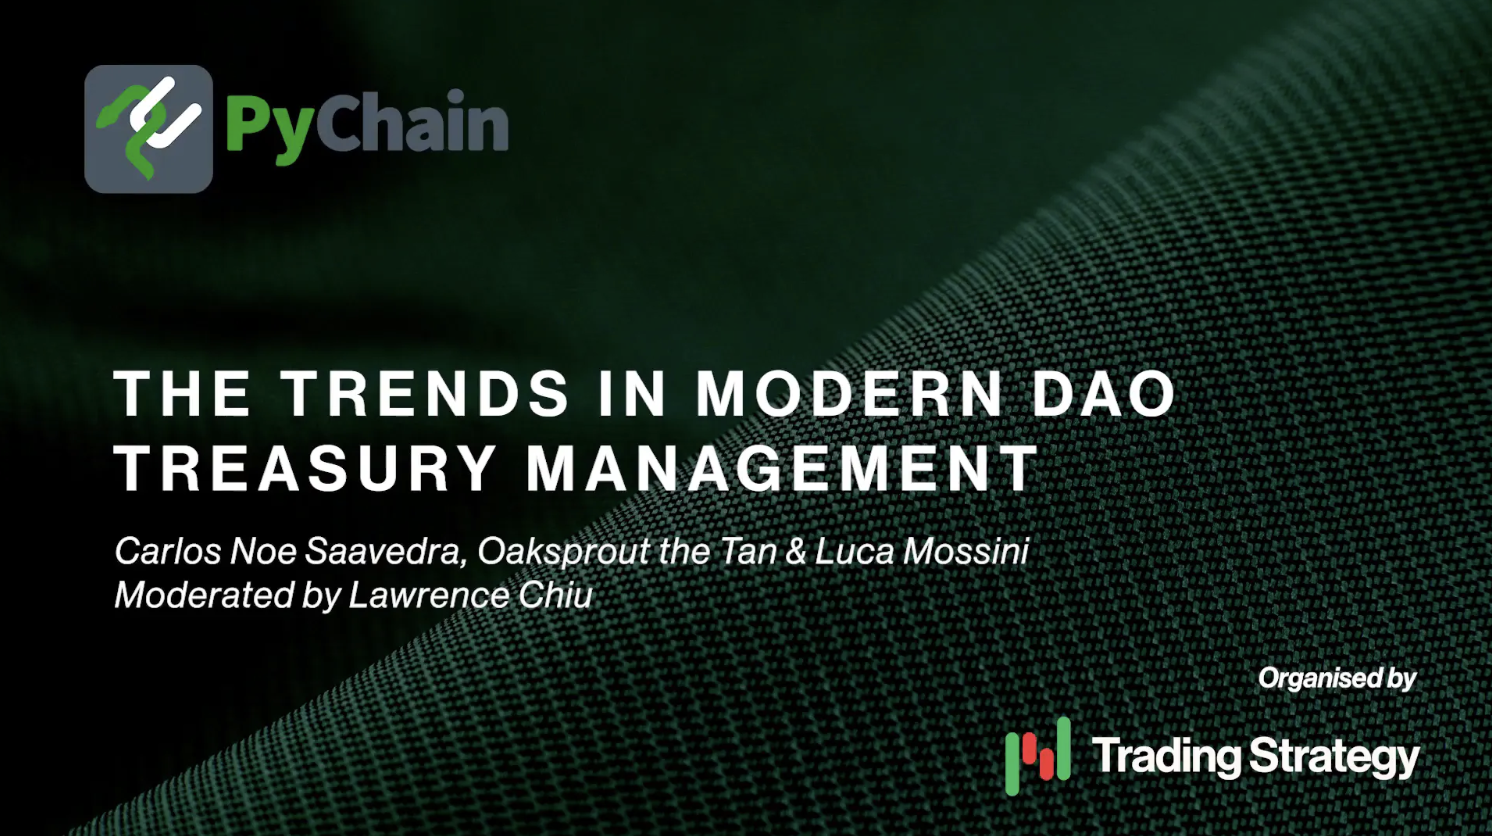 PyChain
THE TRENDS IN MODERN DAO
TREASURY MANAGEMENT
Carlos Noe Saavedra, Oaksprout the Tan & Luca Mossini
Moderated by Lawrence Chiu
Organised by
Trading Strategy